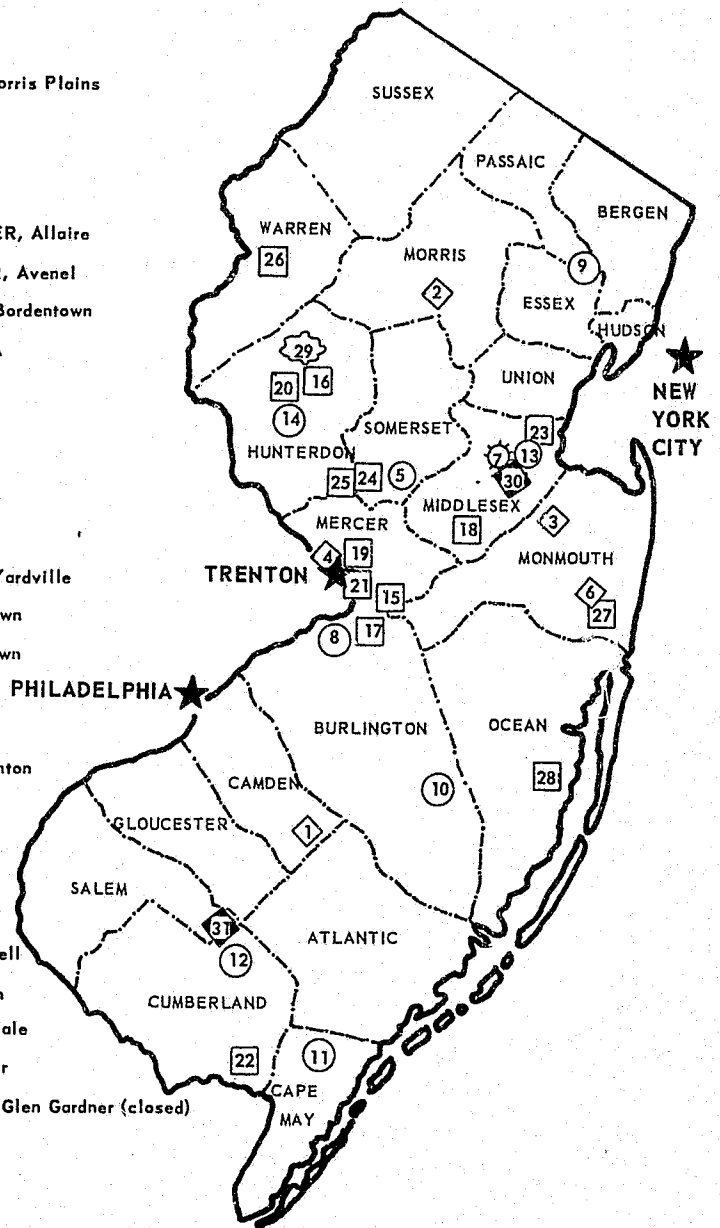 orris Plains
ER, Allaire
, Avenel
Bordentown
Yardville
wn
wn
nton
ell
n
ale
r
Glen Gardner (closed)
SUSSEX
PASSAIC
BERGEN
WARREN
26
MORRIS
2
9
ESSEX
HUDSON
NEW
YORK
CITY
29
20
16
14
HUNTERDON
UNION
SOMERSET
23
7
13
30
25
24
5
MIDDLESEX
18
3
MERCER
MONMOUTH
4
19
TRENTON
21
15
6
27
8
17
PHILADELPHIA
BURLINGTON
OCEAN
28
CAMDEN
10
1
GLOUCESTER
SALEM
31
ATLANTIC
12
CUMBERLAND
22
11
CAPE
MAY